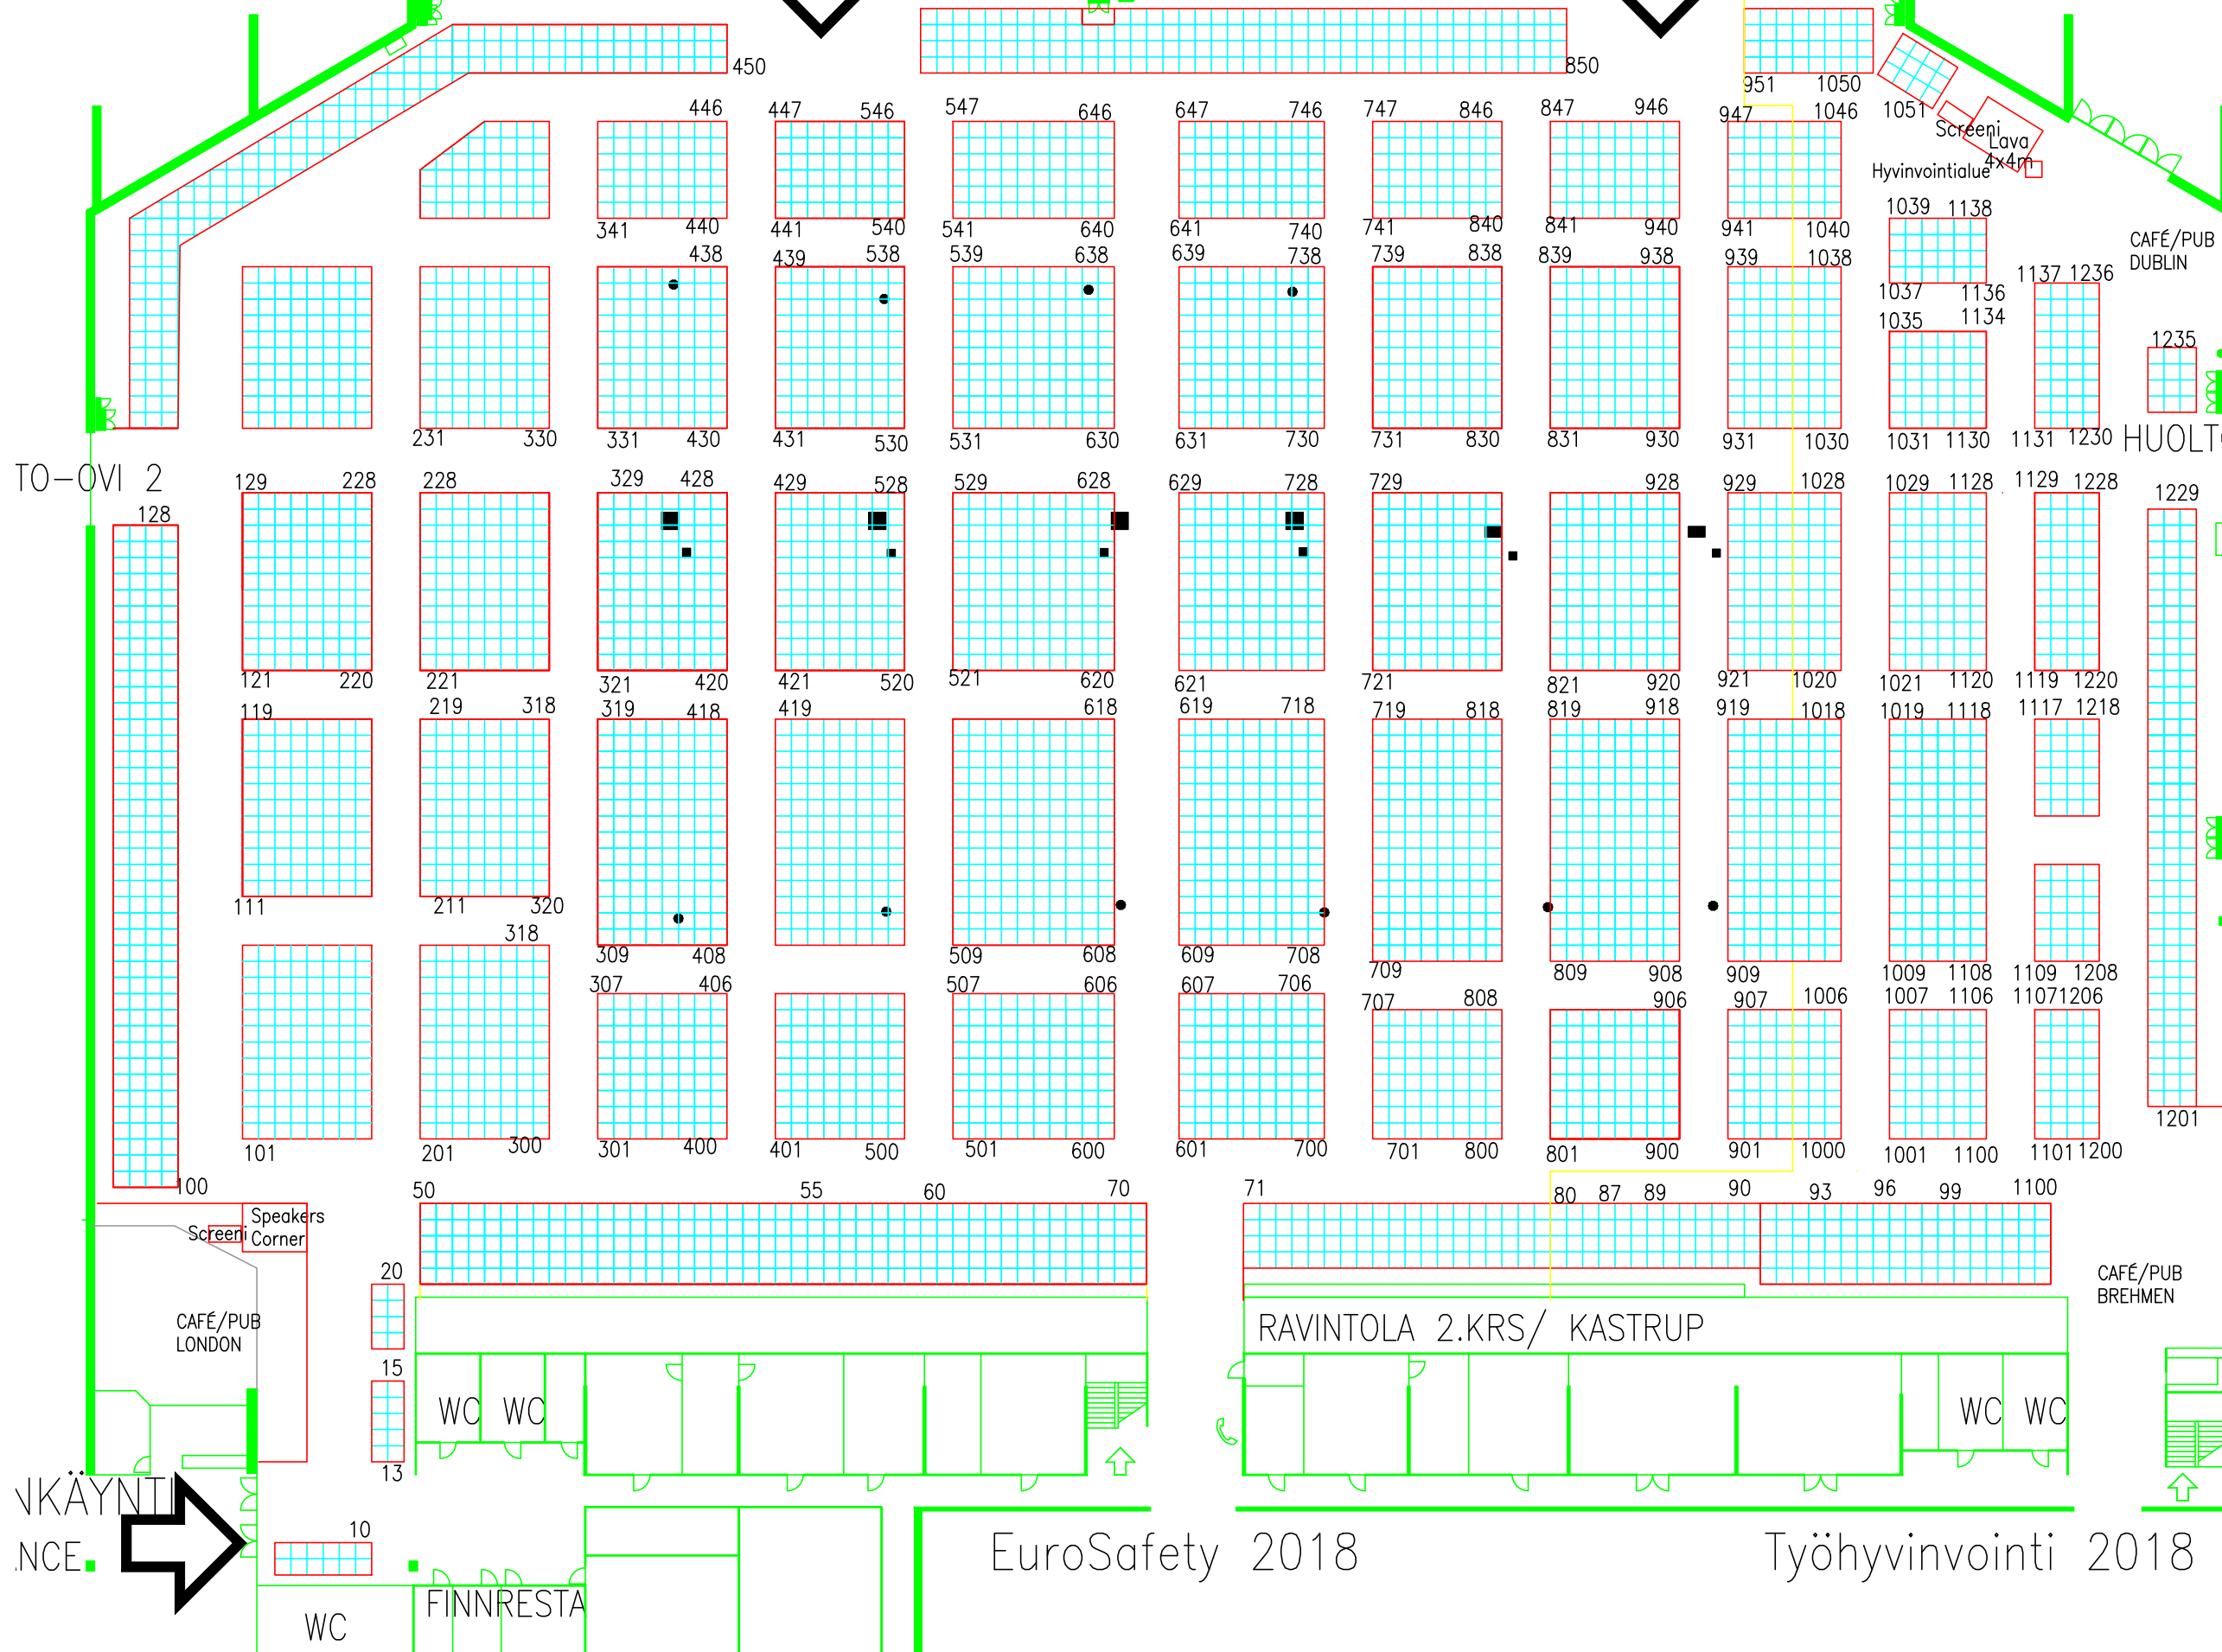 450
850
951 1050
1051
446 447 546 547 646 647 746 747 846 847 946 947 1046
Screeni
Lava
4x4m
Hyvinvointialue
341 440 441 540 541 640 641 740 741 840 841 940 941 1040
1039 1138
CAFÉ/PUB
DUBLIN
438 439 538 539 638 639 738 739 838 839 938 939 1038
1037 1136
1137 1236
1035 1134
1235
231 330 331 430 431 530 531 630 631 730 731 830 831 930 931 1030 1031 1130 1131 1230
HUOLT
TO-OVI 2
129 228 228 329 428 429 528 529 628 629 728 729 928 929 1028 1029 1128 1129 1228
1229
128
121 220 221 321 420 421 520 521 620 621 721 821 920 921 1020 1021 1120 1119 1220
119 219 318 319 418 419 618 619 718 719 818 819 918 919 1018 1019 1118 1117 1218
111 211 320
318
309 408 509 608 609 708 709 809 908 909 1009 1108 1109 1208
307 406 507 606 607 706 707 808 906 907 1006 1007 1106 1107 1206
101 201 300 301 400 401 500 501 600 601 700 701 800 801 900 901 1000 1001 1100 1101 1200
1201
100
50 55 60 70 71 80 87 89 90 93 96 99 1100
Speakers
Corner
Screeni
20
CAFÉ/PUB
BREHMEN
CAFÉ/PUB
LONDON
RAVINTOLA 2.KRS/ KASTRUP
15
WC WC
WC WC
13
NKÄYNTI
10
NCE
EuroSafety 2018
Työhyvinvointi 2018
FINNRESTA
WC